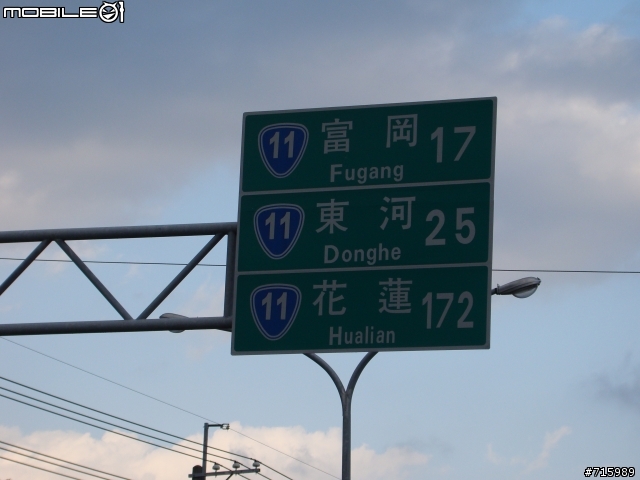 MOBILE01
11 富岡 17
Fugang
11 東河 25
Donghe
11 花蓮 172
Hualian
#715989